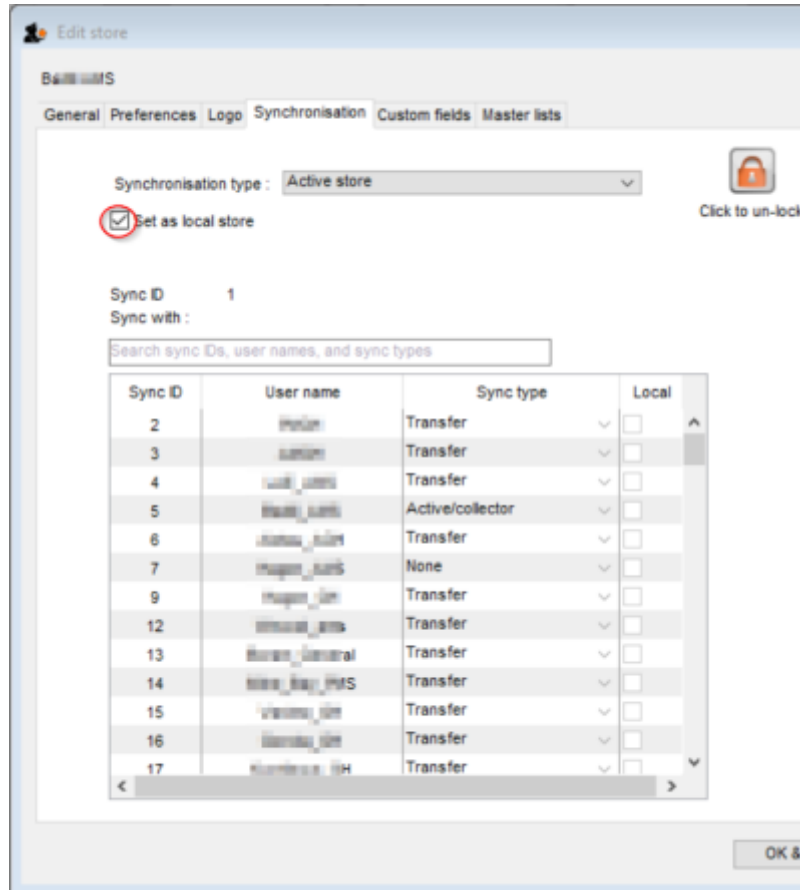 Edit store
General Preferences Logo Synchronisation Custom fields Master lists
Synchronisation type : Active store
Click to un-lock
Set as local store
Sync ID 1
Sync with :
Search sync IDs, user names, and sync types
Sync ID User name Sync type Local
2 Transfer
3 Transfer
4 Transfer
5 Active/collector
6 Transfer
7 None
9 Transfer
12 Transfer
13 Transfer
14 Transfer
15 Transfer
16 Transfer
17 Transfer
OK &